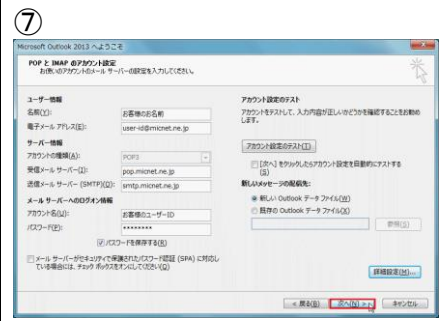 ⑦
Microsoft Outlook 2013 へようこそ
POP と IMAP のアカウント設定
お使いのアカウントのメール サーバーの設定を入力してください。
ユーザー情報
名前(Y): お客様のお名前
電子メール アドレス(E): user-id@micnet.ne.jp
サーバー情報
アカウントの種類(A): POP3
受信メール サーバー(I): pop.micnet.ne.jp
送信メール サーバー (SMTP)(O): smtp.micnet.ne.jp
メール サーバーへのログオン情報
アカウント名(U): お客様のユーザーID
パスワード(P): ********
パスワードを保存する(R)
メール サーバーがセキュリティで保護されたパスワード認証 (SPA) に対応している場合には、チェック ボックスをオンにしてください(Q)
アカウント設定のテスト
アカウントをテストして、入力内容が正しいかどうかを確認することをお勧めします。
アカウント設定のテスト(T)
[次へ] をクリックしたらアカウント設定を自動的にテストする(S)
新しいメッセージの配信先:
新しい Outlook データ ファイル(W)
既存の Outlook データ ファイル(X)
参照(S)
詳細設定(M)...
< 戻る(B) 次へ(N) > キャンセル